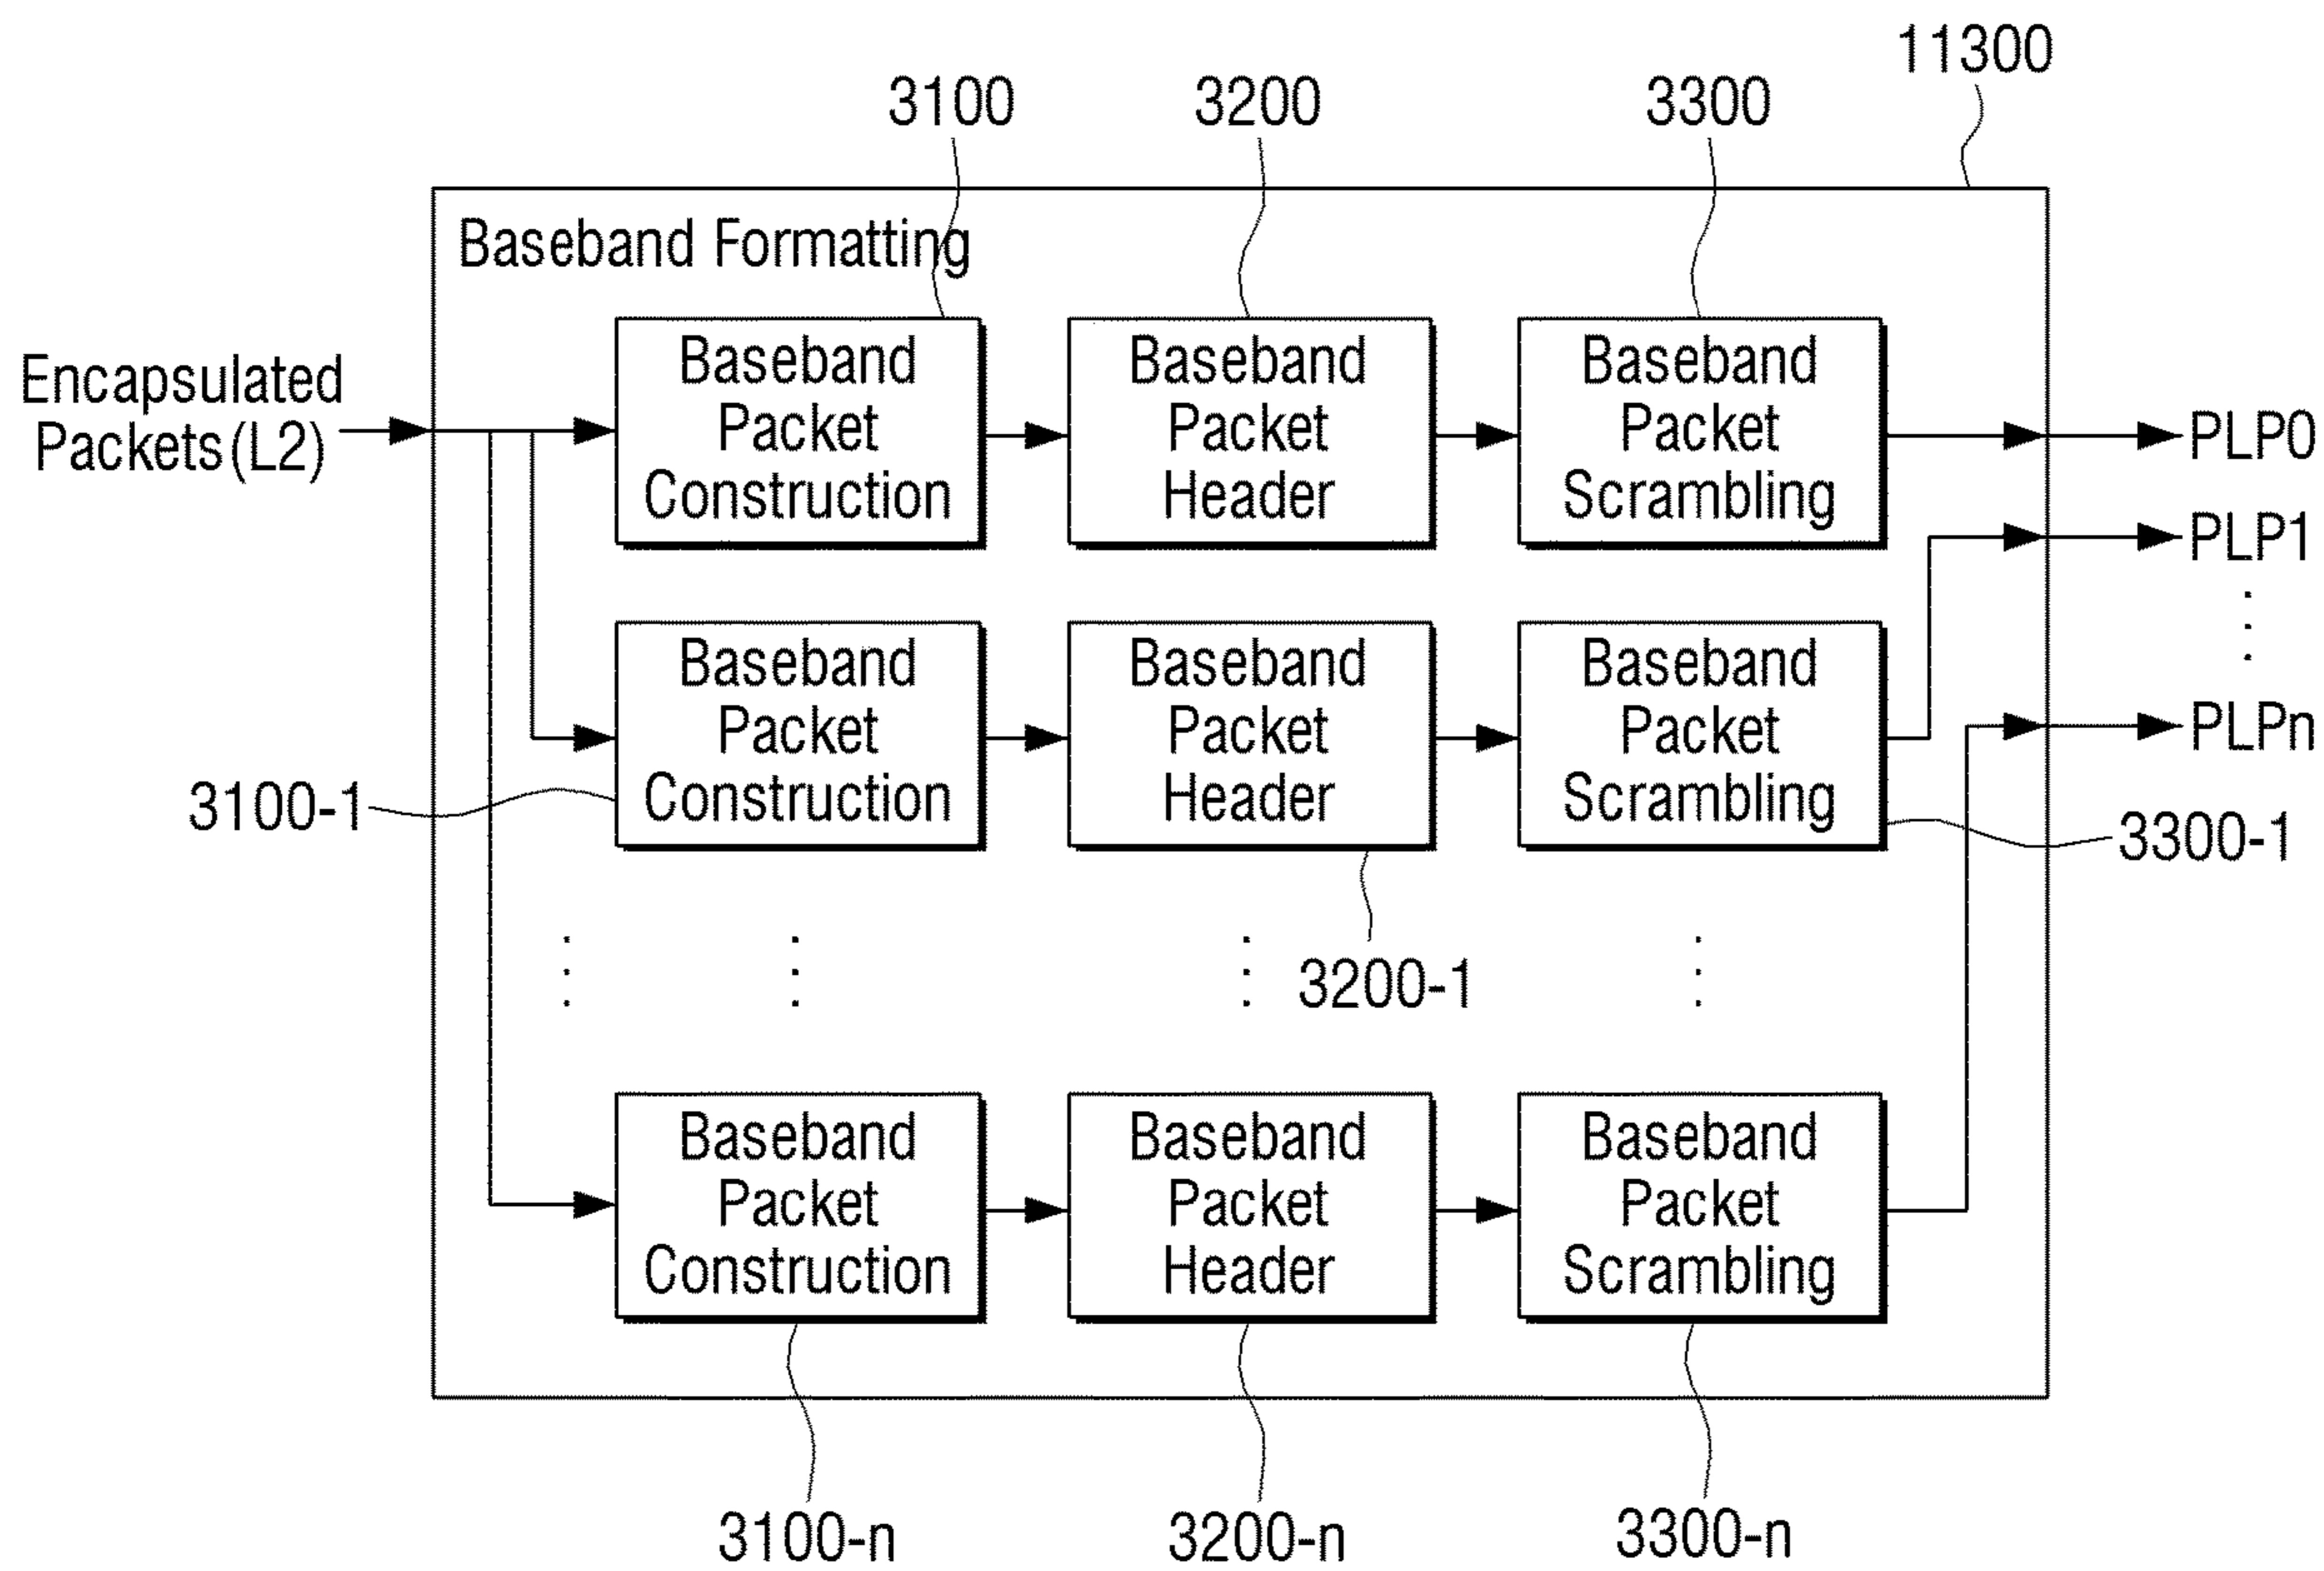 11300
3100
3200
3300
Baseband Formatting
Encapsulated
Packets(L2)
Baseband
Packet
Construction
Baseband
Packet
Header
Baseband
Packet
Scrambling
PLP0
PLP1
PLPn
Baseband
Packet
Construction
Baseband
Packet
Header
Baseband
Packet
Scrambling
3100-1
3300-1
3200-1
Baseband
Packet
Construction
Baseband
Packet
Header
Baseband
Packet
Scrambling
3100-n
3200-n
3300-n